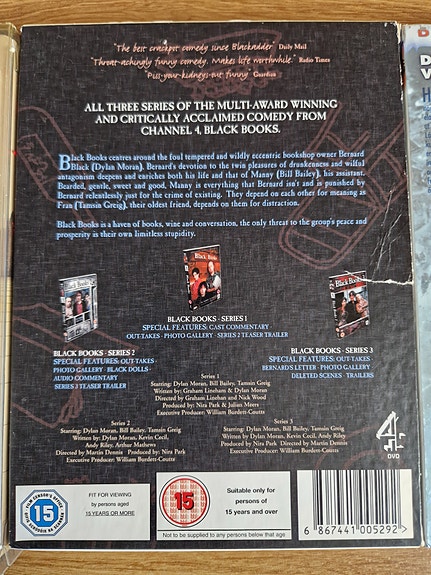 "The best crackpot comedy since Blackadder" Daily Mail
"Throat-achingly funny comedy. Makes life worthwhile." Radio Times
"Piss-your-kidneys-out funny" Guardian
ALL THREE SERIES OF THE MULTI-AWARD WINNING
AND CRITICALLY ACCLAIMED COMEDY FROM
CHANNEL 4, BLACK BOOKS.
Black Books centres around the foul tempered and wildly eccentric bookshop owner Bernard
Black (Dylan Moran). Bernard's devotion to the twin pleasures of drunkenness and wilful
antagonism deepens and enriches both his life and that of Manny (Bill Bailey), his assistant.
Bearded, gentle, sweet and good, Manny is everything that Bernard isn't and is punished by
Bernard relentlessly just for the crime of existing. They depend on each other for meaning as
Fran (Tamsin Greig), their oldest friend, depends on them for distraction.
Black Books is a haven of books, wine and conversation, the only threat to the group's peace and
prosperity is their own limitless stupidity.
Black Books
Black Books
Black Books
BLACK BOOKS - SERIES 1
SPECIAL FEATURES: CAST COMMENTARY
OUT-TAKES · PHOTO GALLERY · SERIES 2 TEASER TRAILER
BLACK BOOKS - SERIES 2
SPECIAL FEATURES: OUT-TAKES ·
PHOTO GALLERY · BLACK DOLLS ·
AUDIO COMMENTARY
SERIES 2 TEASER TRAILER
BLACK BOOKS - SERIES 3
SPECIAL FEATURES: OUT-TAKES ·
BERNARD'S LETTER · PHOTO GALLERY
DELETED SCENES · TRAILERS
Series 1
Starring: Dylan Moran, Bill Bailey, Tamsin Greig
Written by: Graham Linehan & Dylan Moran
Directed by Graham Linehan and Nick Wood
Produced by: Nira Park & Julian Meers
Executive Producer: William Burdett-Coutts
Series 2
Starring: Dylan Moran, Bill Bailey, Tamsin Greig
Written by: Dylan Moran, Kevin Cecil,
Andy Riley, Arthur Mathews
Directed by: Martin Dennis Produced by: Nira Park
Executive Producers: William Burdett-Coutts
Series 3
Starring: Dylan Moran, Bill Bailey, Tamsin Greig
Written by Dylan Moran, Kevin Cecil, Andy Riley
Directed by Martin Dennis Produced by: Nira Park
Executive Producer: William Burdett-Coutts
4
DVD
15
FIT FOR VIEWING
by persons aged
15 YEARS OR MORE
15
Suitable only for
persons of
15 years and over
Not to be supplied to any person below that age
6 867441 005292 >